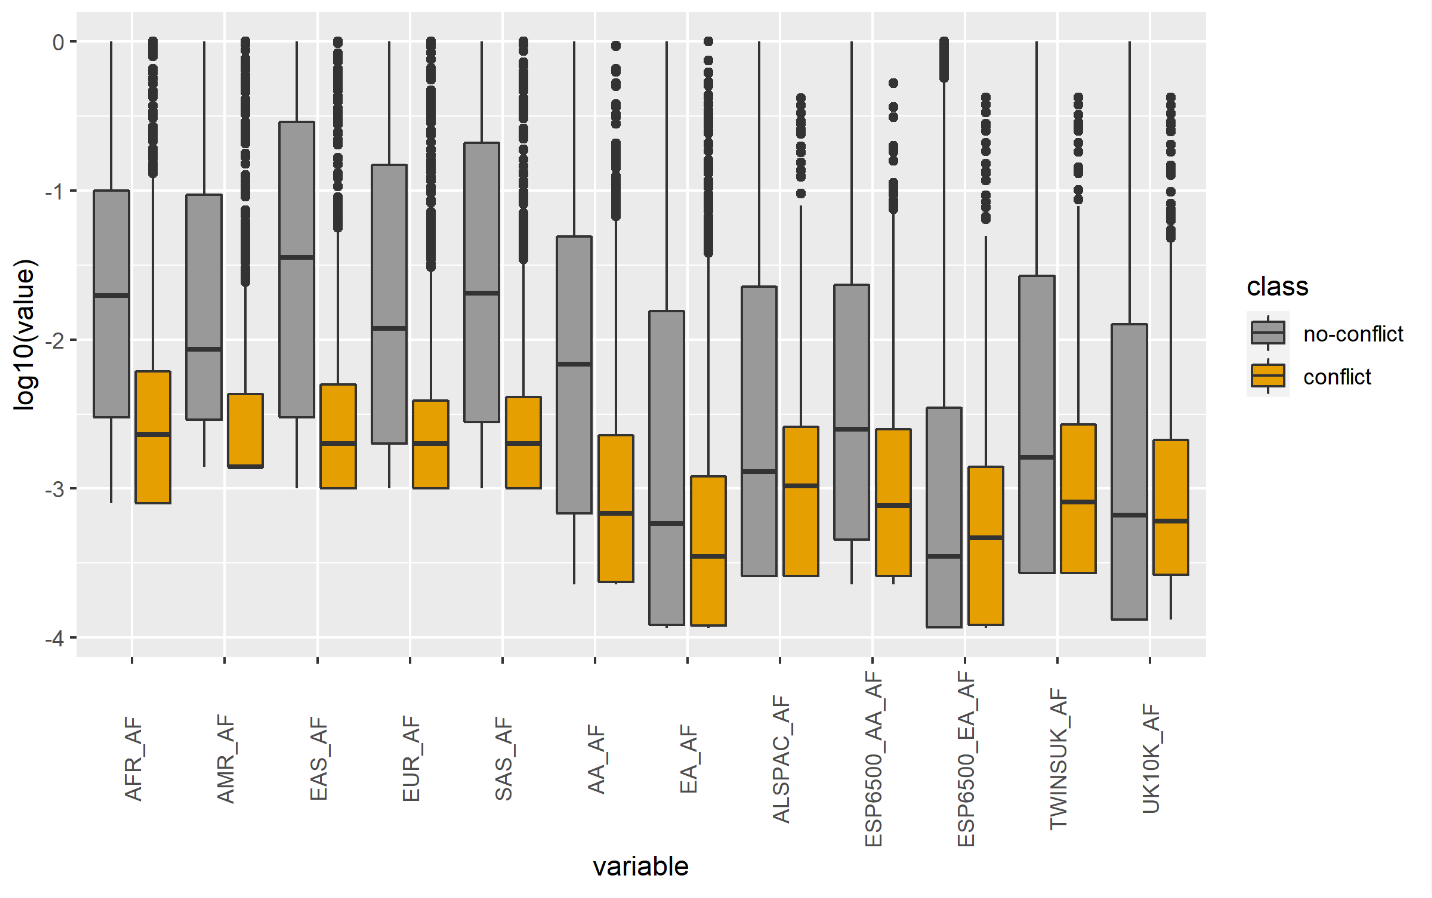 0
-1
-2
-3
-4
log10(value)
AFR_AF
AMR_AF
EAS_AF
EUR_AF
SAS_AF
AA_AF
EA_AF
ALSPAC_AF
ESP6500_AA_AF
ESP6500_EA_AF
TWINSUK_AF
UK10K_AF
variable
class
no-conflict
conflict